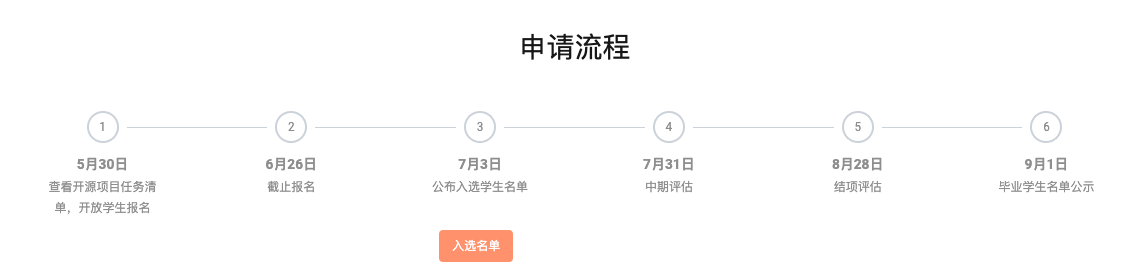 申请流程
1
2
3
4
5
6
5月30日
6月26日
7月3日
7月31日
8月28日
9月1日
查看开源项目任务清
单，开放学生报名
截止报名
公布入选学生名单
中期评估
结项评估
毕业学生名单公示
入选名单